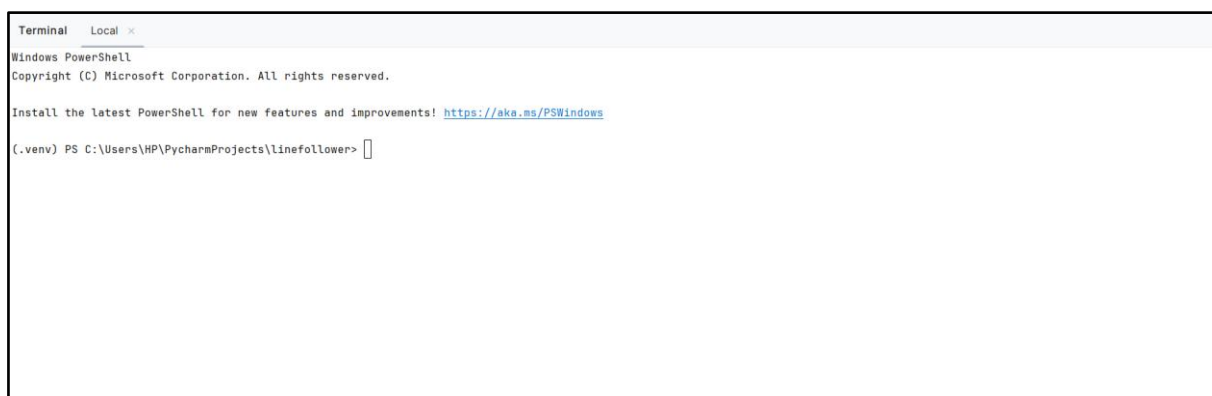 Terminal Local ×
Windows PowerShell
Copyright (C) Microsoft Corporation. All rights reserved.
Install the latest PowerShell for new features and improvements! https://aka.ms/PSWindows
(.venv) PS C:\Users\HP\PycharmProjects\linefollower>